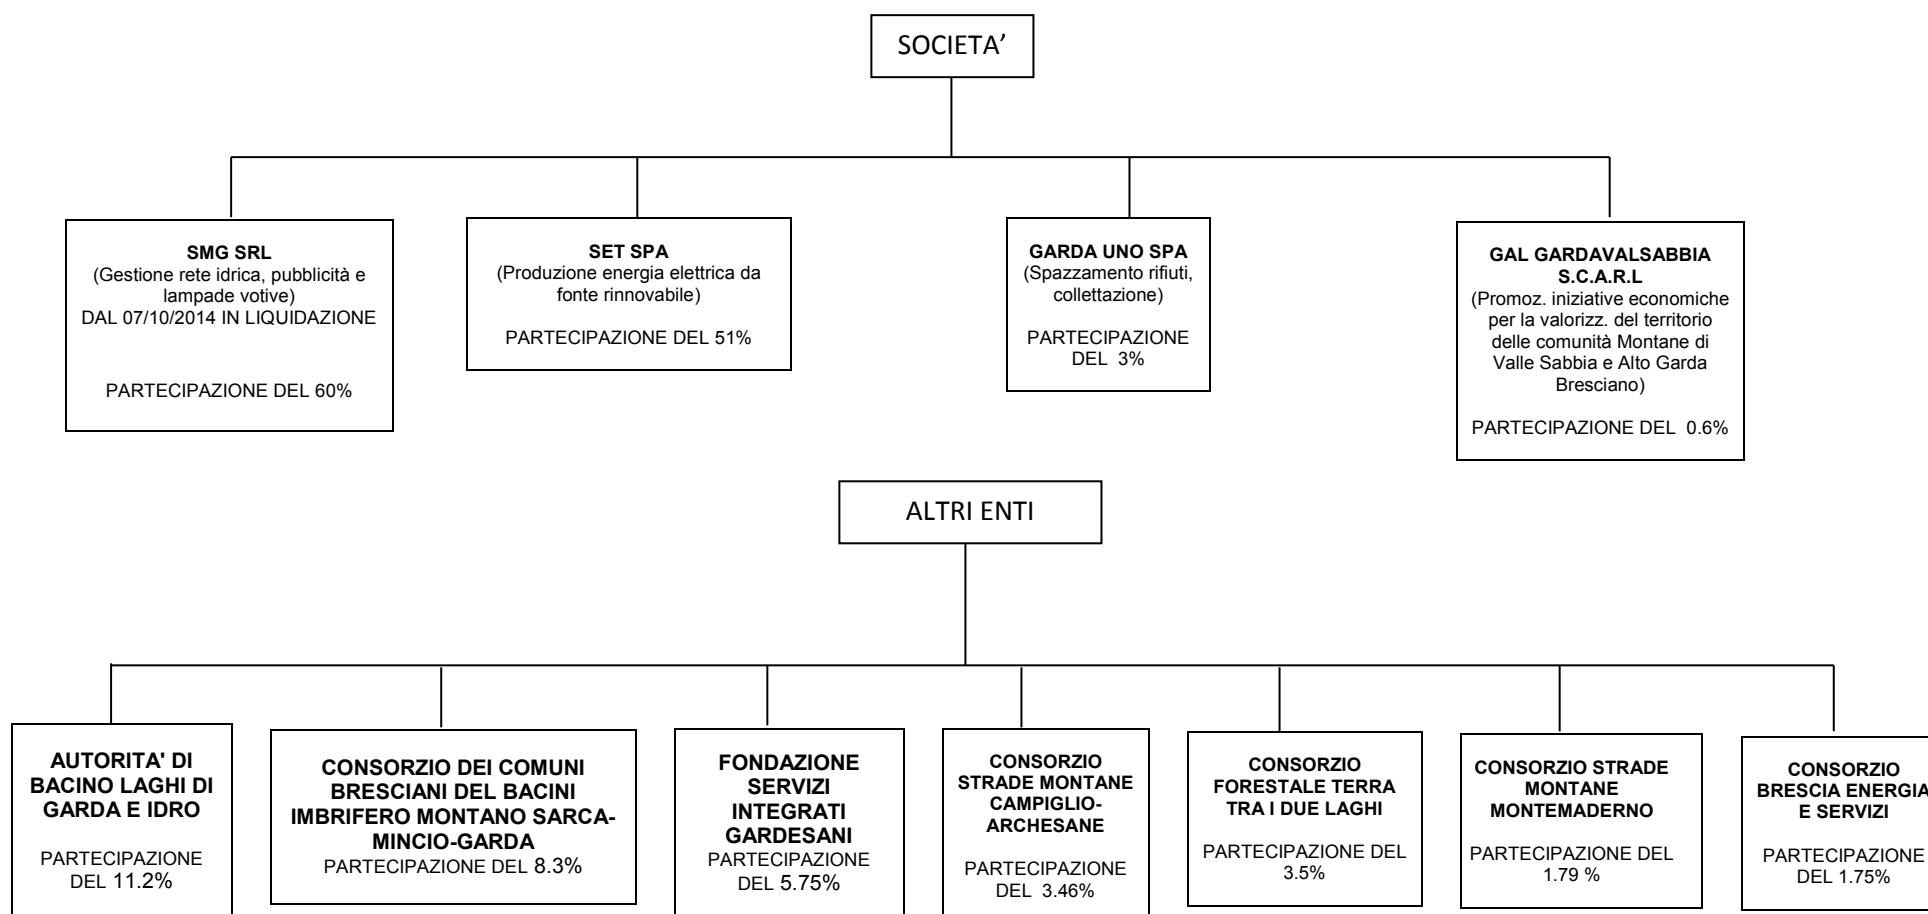 SOCIETA’
SMG SRL
(Gestione rete idrica, pubblicità e
lampade votive)
DAL 07/10/2014 IN LIQUIDAZIONE
PARTECIPAZIONE DEL 60%
SET SPA
(Produzione energia elettrica da
fonte rinnovabile)
PARTECIPAZIONE DEL 51%
GARDA UNO SPA
(Spazzamento rifiuti,
collettazione)
PARTECIPAZIONE
DEL 3%
GAL GARDAVALSABBIA
S.C.A.R.L
(Promoz. iniziative economiche
per la valorizz. del territorio
delle comunità Montane di
Valle Sabbia e Alto Garda
Bresciano)
PARTECIPAZIONE DEL 0.6%
ALTRI ENTI
AUTORITA' DI
BACINO LAGHI DI
GARDA E IDRO
PARTECIPAZIONE
DEL 11.2%
CONSORZIO DEI COMUNI
BRESCIANI DEL BACINI
IMBRIFERO MONTANO SARCA-
MINCIO-GARDA
PARTECIPAZIONE DEL 8.3%
FONDAZIONE
SERVIZI
INTEGRATI
GARDESANI
PARTECIPAZIONE
DEL 5.75%
CONSORZIO
STRADE MONTANE
CAMPIGLIO-
ARCHESANE
PARTECIPAZIONE
DEL 3.46%
CONSORZIO
FORESTALE TERRA
TRA I DUE LAGHI
PARTECIPAZIONE DEL
3.5%
CONSORZIO STRADE
MONTANE
MONTEMADERNO
PARTECIPAZIONE DEL
1.79 %
CONSORZIO
BRESCIA ENERGIA
E SERVIZI
PARTECIPAZIONE
DEL 1.75%